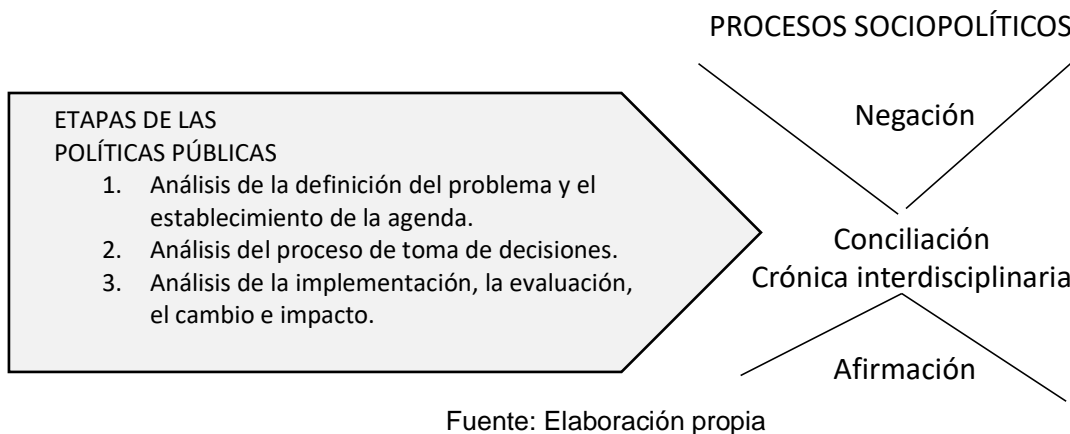 PROCESOS SOCIOPOLÍTICOS
ETAPAS DE LAS
POLÍTICAS PÚBLICAS
1. Análisis de la definición del problema y el
establecimiento de la agenda.
2. Análisis del proceso de toma de decisiones.
3. Análisis de la implementación, la evaluación,
el cambio e impacto.
Negación
Conciliación
Crónica interdisciplinaria
Afirmación
Fuente: Elaboración propia